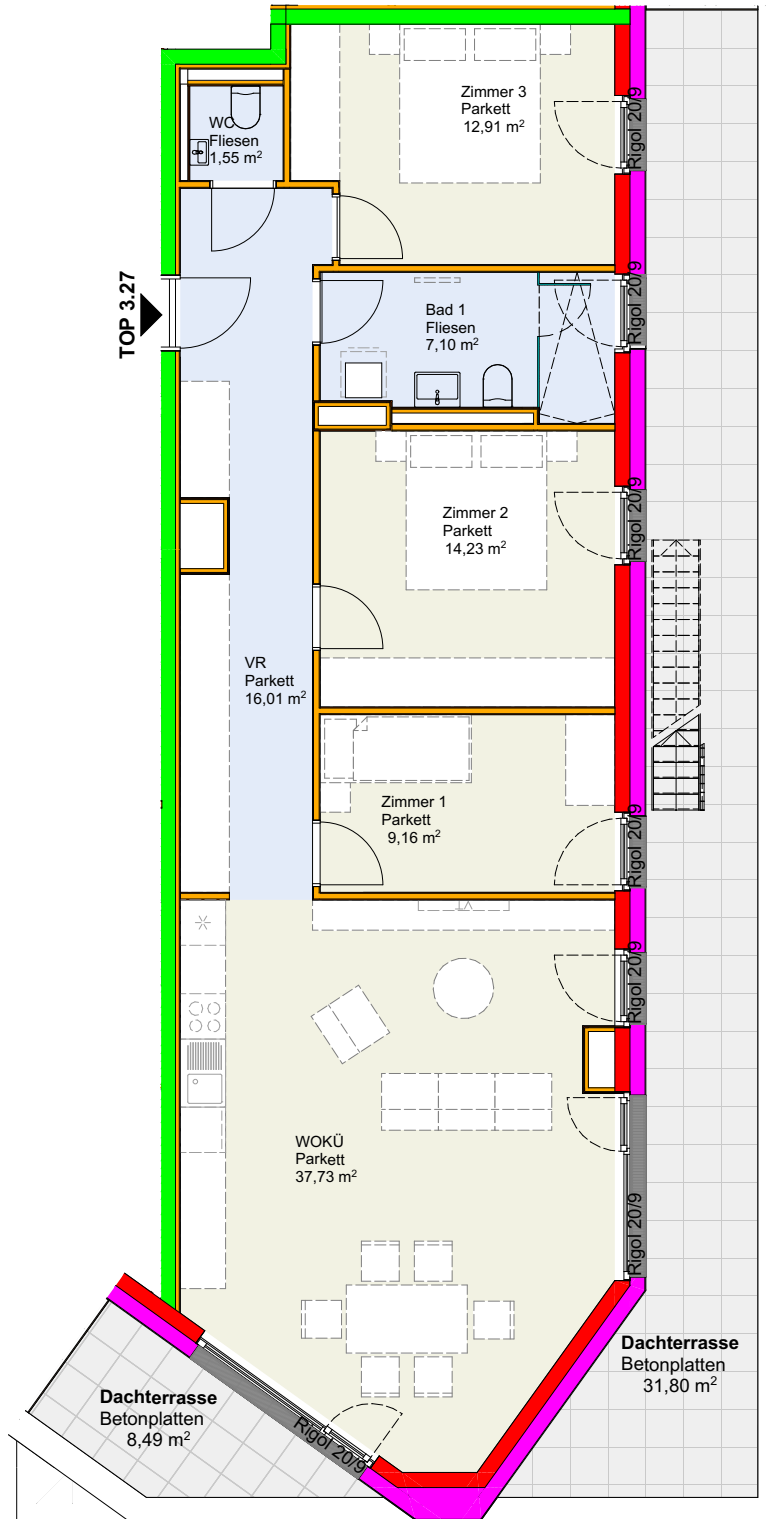 Zimmer 3
Parkett
12,91 m²
Rigol 20/9
WC
Fliesen
1,55 m²
TOP 3.27
Bad 1
Fliesen
7,10 m²
Rigol 20/9
Zimmer 2
Parkett
14,23 m²
Rigol 20/9
VR
Parkett
16,01 m²
Zimmer 1
Parkett
9,16 m²
Rigol 20/9
Rigol 20/9
WOKÜ
Parkett
37,73 m²
Rigol 20/9
Dachterrasse
Betonplatten
31,80 m²
Dachterrasse
Betonplatten
8,49 m²
Rigol 20/9